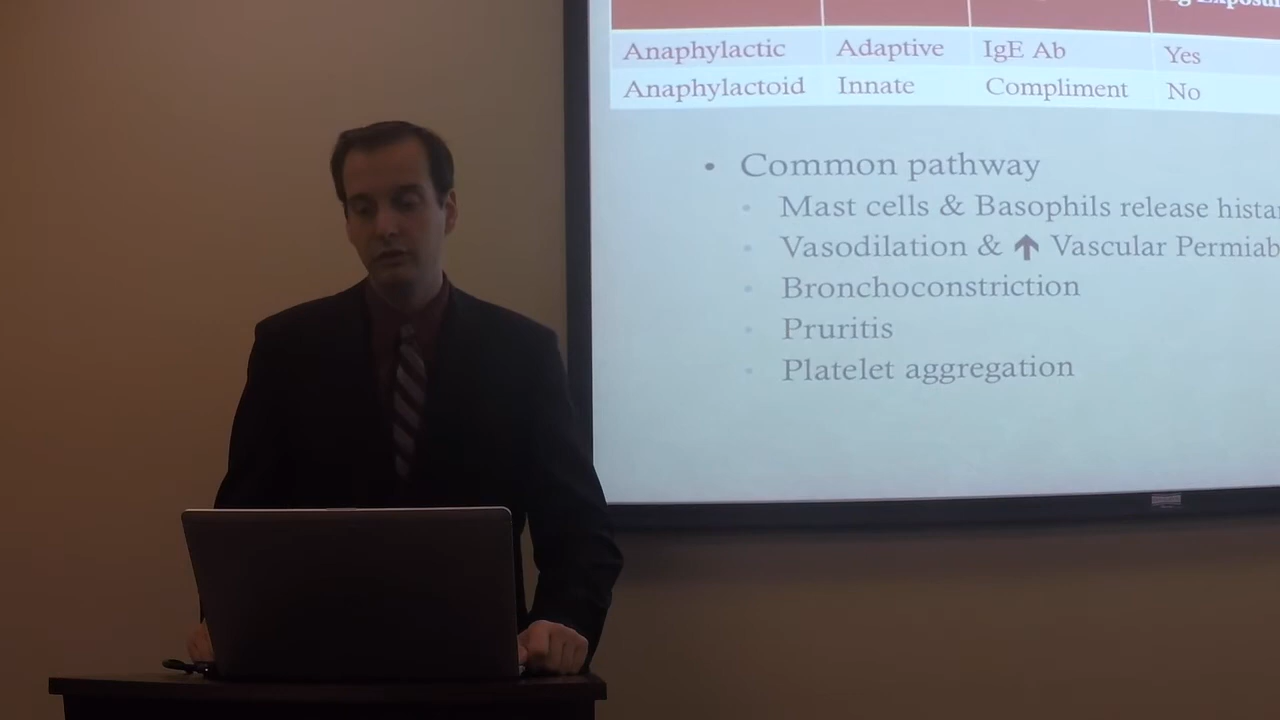 Exposu
Anaphylactic Adaptive IgE Ab Yes
Anaphylactoid Innate Compliment No
• Common pathway
• Mast cells & Basophils release hista
• Vasodilation & ↑ Vascular Permiab
• Bronchoconstriction
• Pruritis
• Platelet aggregation